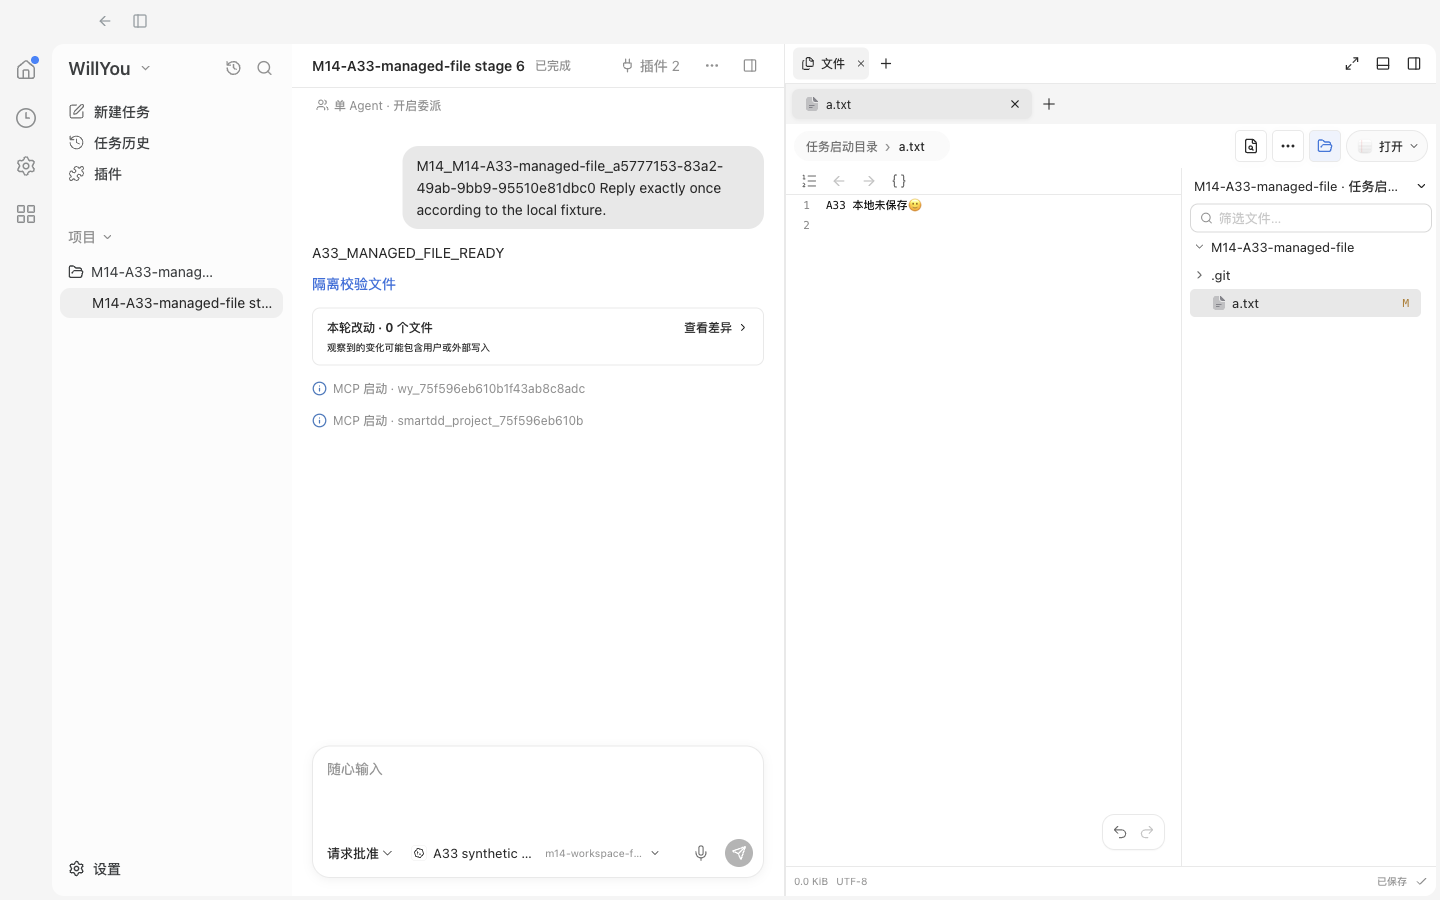 WillYou
新建任务
任务历史
插件
项目
M14-A33-manag...
M14-A33-managed-file st...
设置
M14-A33-managed-file stage 6 已完成
插件 2
单 Agent · 开启委派
M14_M14-A33-managed-file_a5777153-83a2-
49ab-9bb9-95510e81dbc0 Reply exactly once
according to the local fixture.
A33_MANAGED_FILE_READY
隔离校验文件
本轮改动 · 0 个文件
查看差异
观察到的变化可能包含用户或外部写入
MCP 启动 · wy_75f596eb610b1f43ab8c8adc
MCP 启动 · smartdd_project_75f596eb610b
随心输入
请求批准
A33 synthetic ...
m14-workspace-f...
文件
a.txt
任务启动目录 › a.txt
打开
1 A33 本地未保存😀
2
M14-A33-managed-file · 任务启...
筛选文件...
M14-A33-managed-file
.git
a.txt M
0.0 KiB UTF-8
已保存